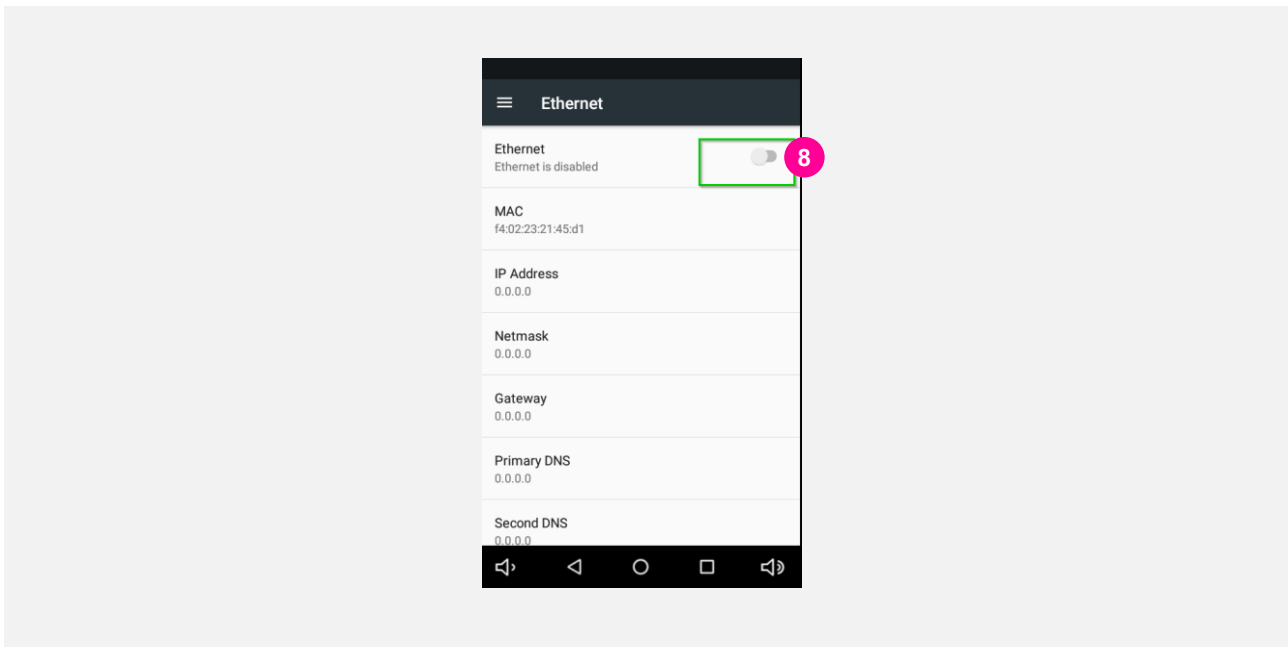 Ethernet
Ethernet
Ethernet is disabled
8
MAC
f4:02:23:21:45:d1
IP Address
0.0.0.0
Netmask
0.0.0.0
Gateway
0.0.0.0
Primary DNS
0.0.0.0
Second DNS
0.0.0.0